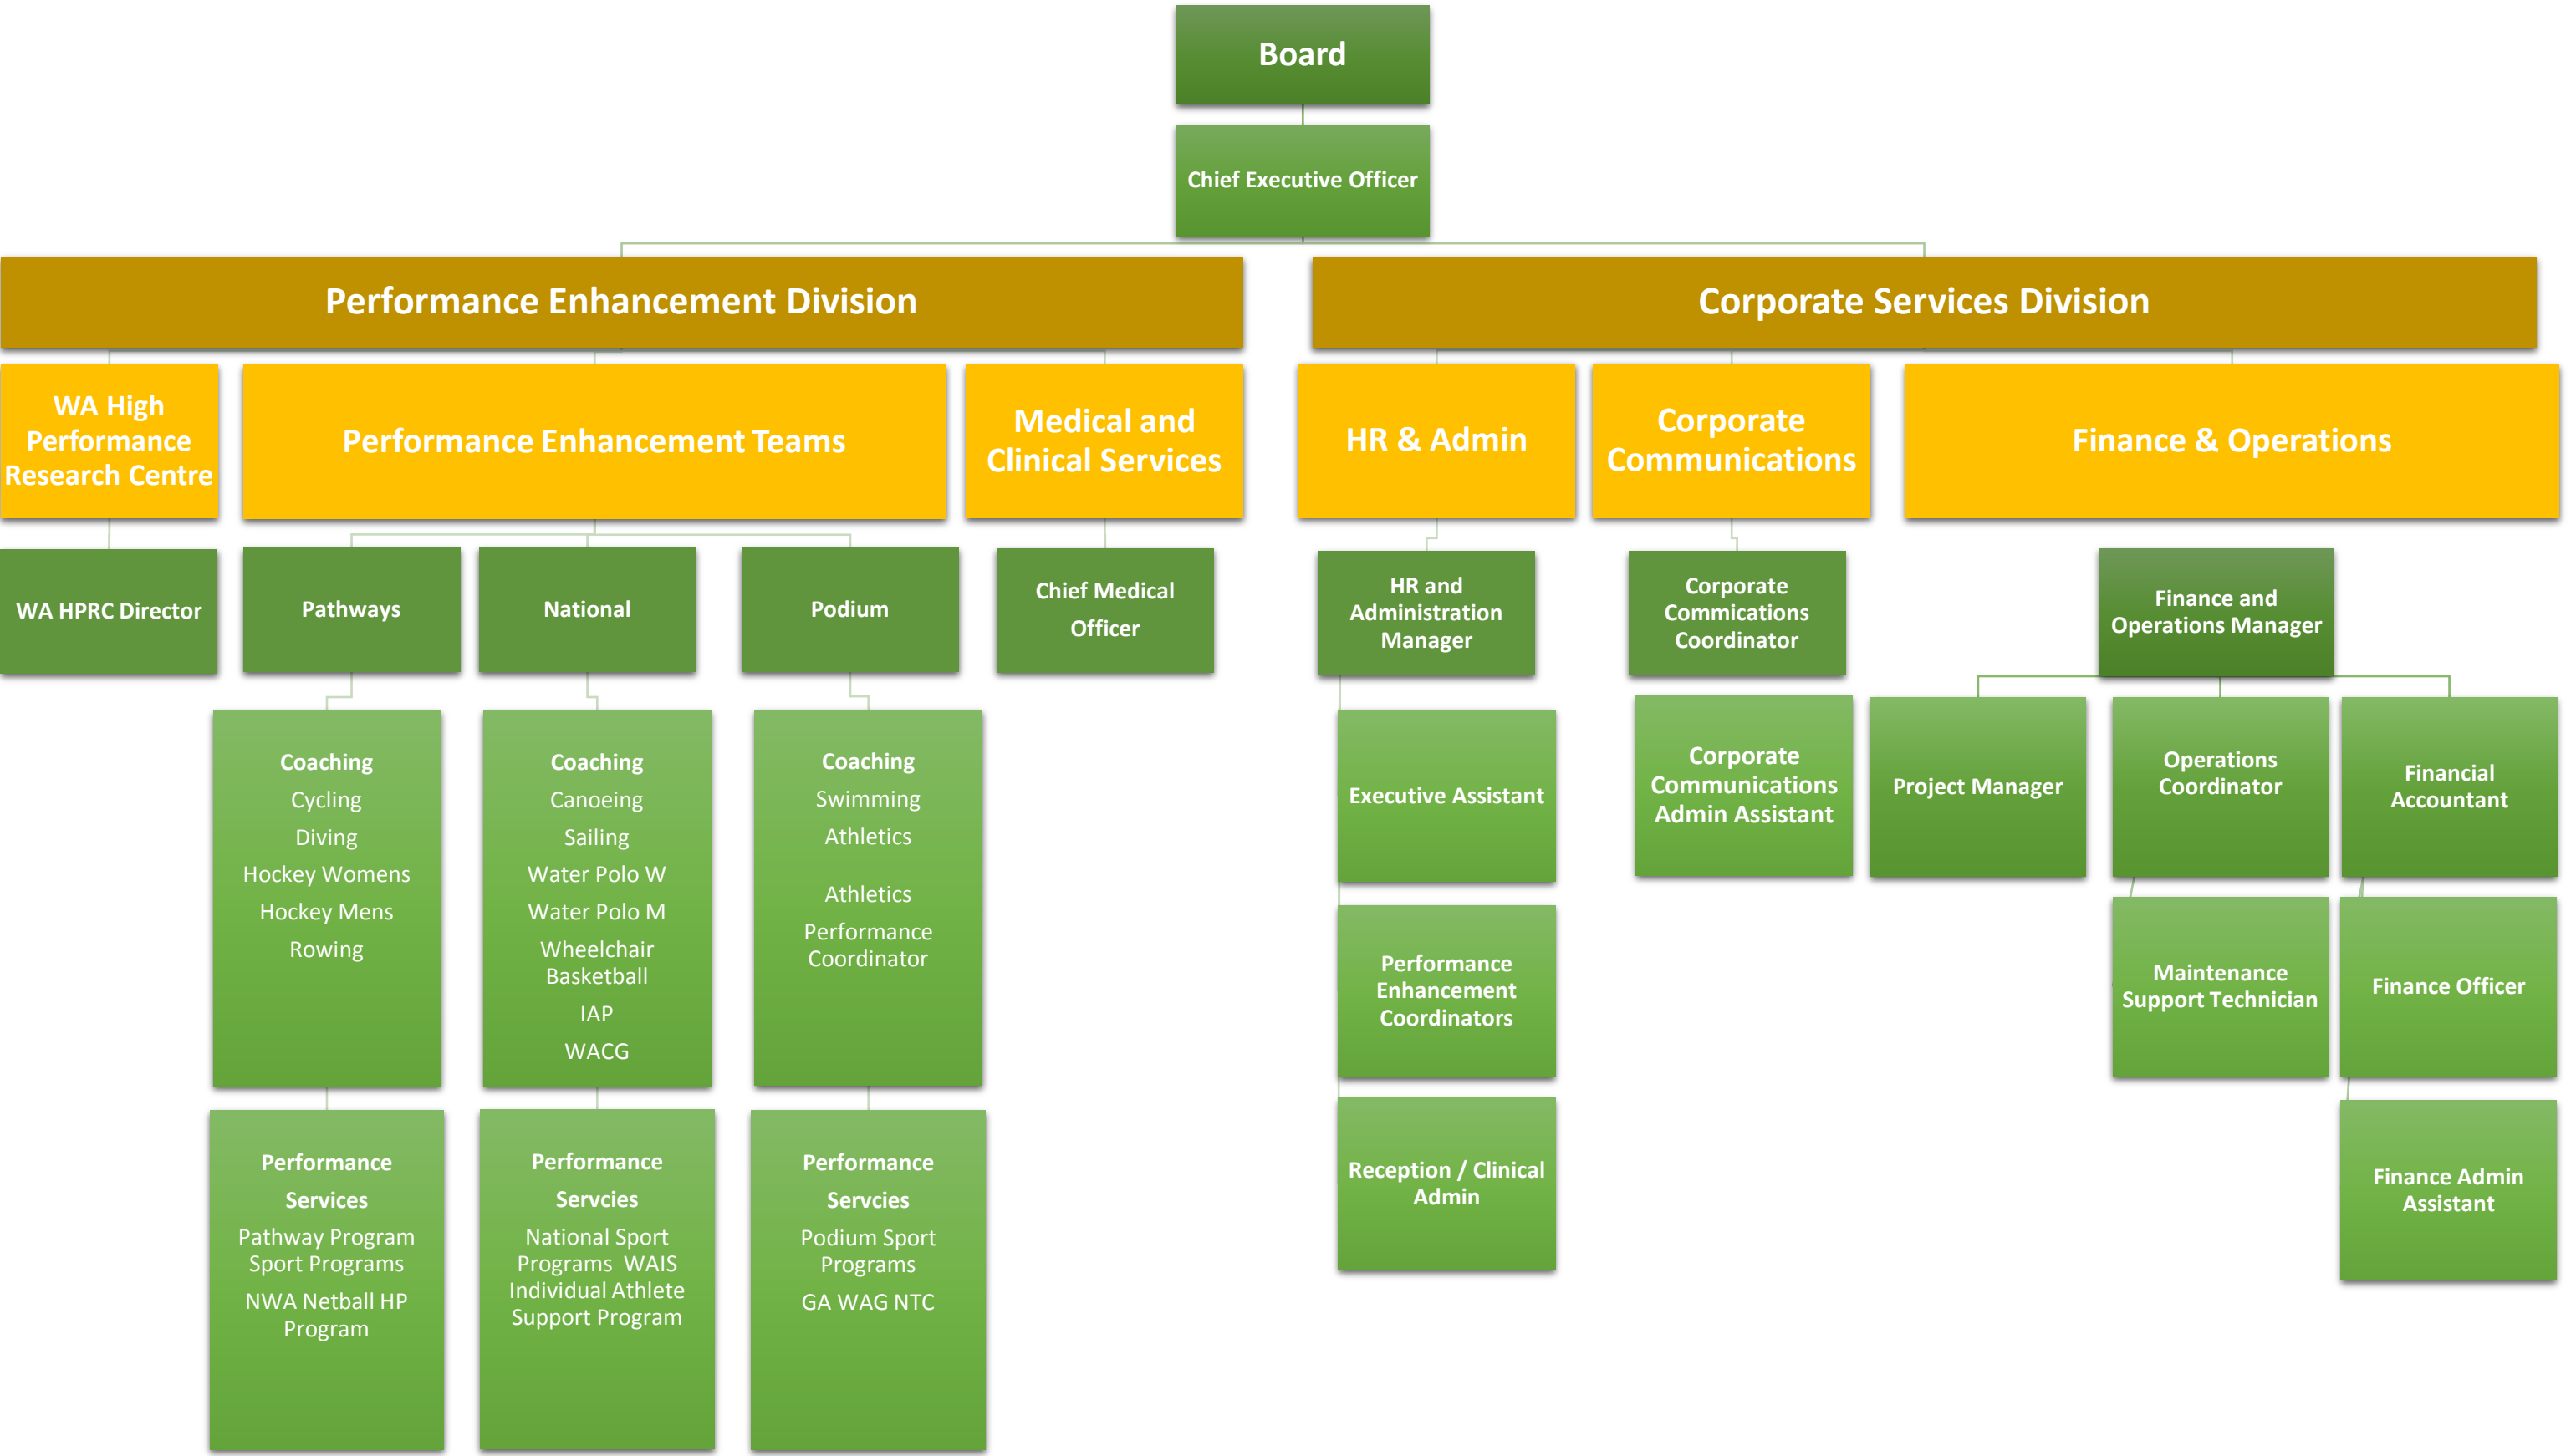 Board
Chief Executive Officer
Performance Enhancement Division
Corporate Services Division
WA High
Performance
Research Centre
Performance Enhancement Teams
Medical and
Clinical Services
HR & Admin
Corporate
Communications
Finance & Operations
WA HPRC Director
Pathways
National
Podium
Chief Medical
Officer
HR and
Administration
Manager
Corporate
Commications
Coordinator
Finance and
Operations Manager
Coaching
Cycling
Diving
Hockey Womens
Hockey Mens
Rowing
Coaching
Canoeing
Sailing
Water Polo W
Water Polo M
Wheelchair
Basketball
IAP
WACG
Coaching
Swimming
Athletics
Athletics
Performance
Coordinator
Executive Assistant
Corporate
Communications
Admin Assistant
Project Manager
Operations
Coordinator
Financial
Accountant
Performance
Enhancement
Coordinators
Maintenance
Support Technician
Finance Officer
Performance
Services
Pathway Program
Sport Programs
NWA Netball HP
Program
Performance
Servcies
National Sport
Programs  WAIS
Individual Athlete
Support Program
Performance
Servcies
Podium Sport
Programs
GA WAG NTC
Reception / Clinical
Admin
Finance Admin
Assistant